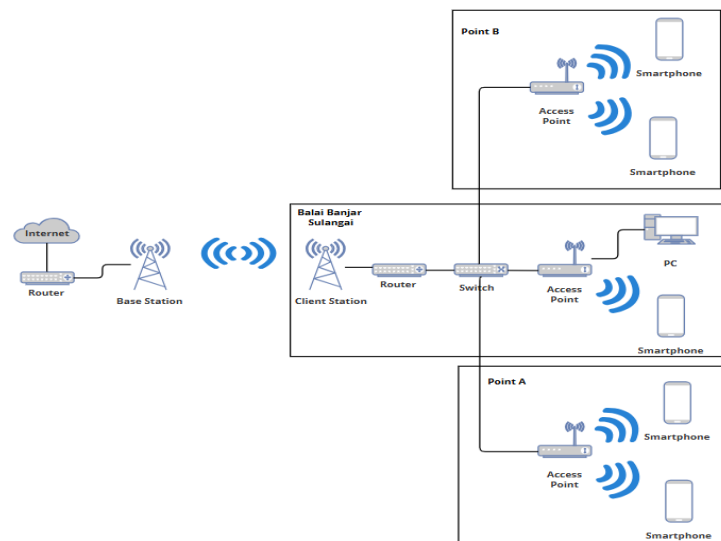 Point B
Smartphone
Access
Point
Smartphone
Balai Banjar
Sulangai
Internet
Router
Base Station
Client Station
Router
Switch
Access
Point
PC
Smartphone
Point A
Smartphone
Access
Point
Smartphone